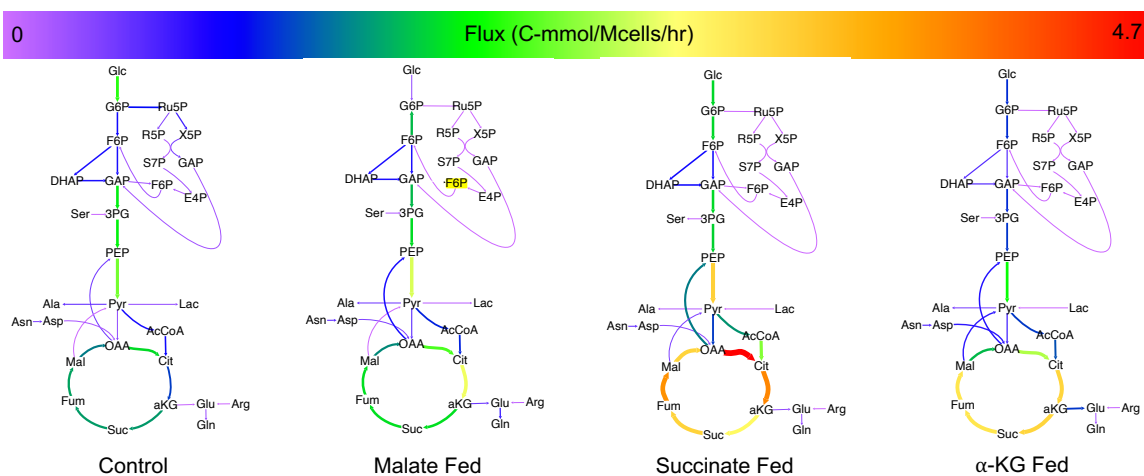 0 Flux (C-mmol/Mcells/hr) 4.7
Glc
G6P Ru5P
F6P R5P X5P
S7P GAP
DHAP GAP F6P E4P
Ser 3PG
PEP
Ala Pyr Lac
Asn Asp AcCoA
OAA
Mal Cit
Fum aKG Glu Arg
Suc Gln
Control
Glc
G6P Ru5P
F6P R5P X5P
S7P GAP
DHAP GAP F6P E4P
Ser 3PG
PEP
Ala Pyr Lac
Asn Asp AcCoA
OAA
Mal Cit
Fum aKG Glu Arg
Suc Gln
Malate Fed
Glc
G6P Ru5P
F6P R5P X5P
S7P GAP
DHAP GAP F6P E4P
Ser 3PG
PEP
Ala Pyr Lac
Asn Asp AcCoA
OAA
Mal Cit
Fum aKG Glu Arg
Suc Gln
Succinate Fed
Glc
G6P Ru5P
F6P R5P X5P
S7P GAP
DHAP GAP F6P E4P
Ser 3PG
PEP
Ala Pyr Lac
Asn Asp AcCoA
OAA
Mal Cit
Fum aKG Glu Arg
Suc Gln
α-KG Fed